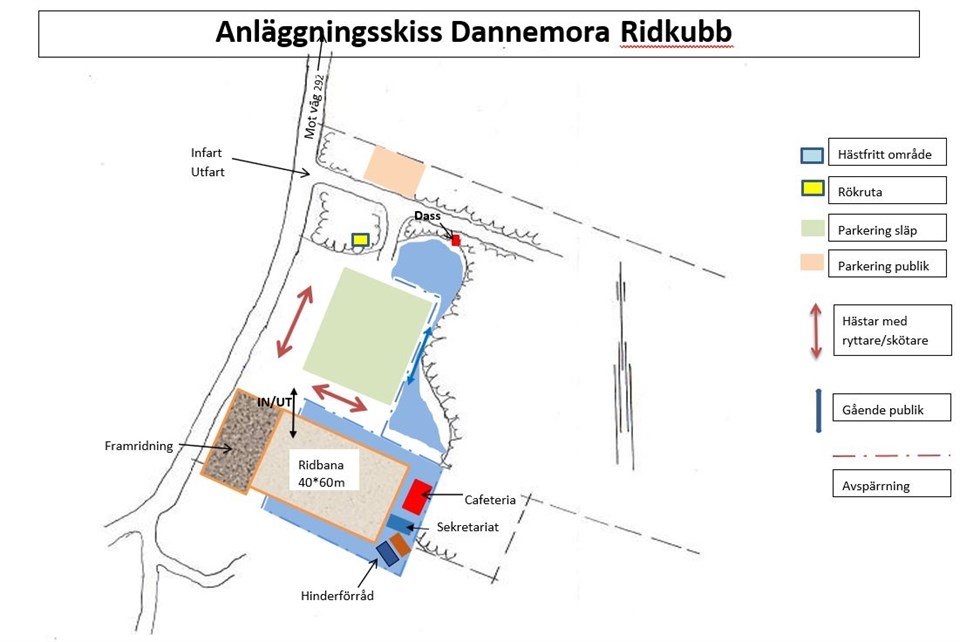 Anläggningsskiss Dannemora Ridkubb
Mot väg 292
Infart
Utfart
Dass
IN/UT
Framridning
Ridbana
40*60m
Cafeteria
Sekretariat
Hinderförråd
Hästfritt område
Rökruta
Parkering släp
Parkering publik
Hästar med
ryttare/skötare
Gående publik
Avspärrning